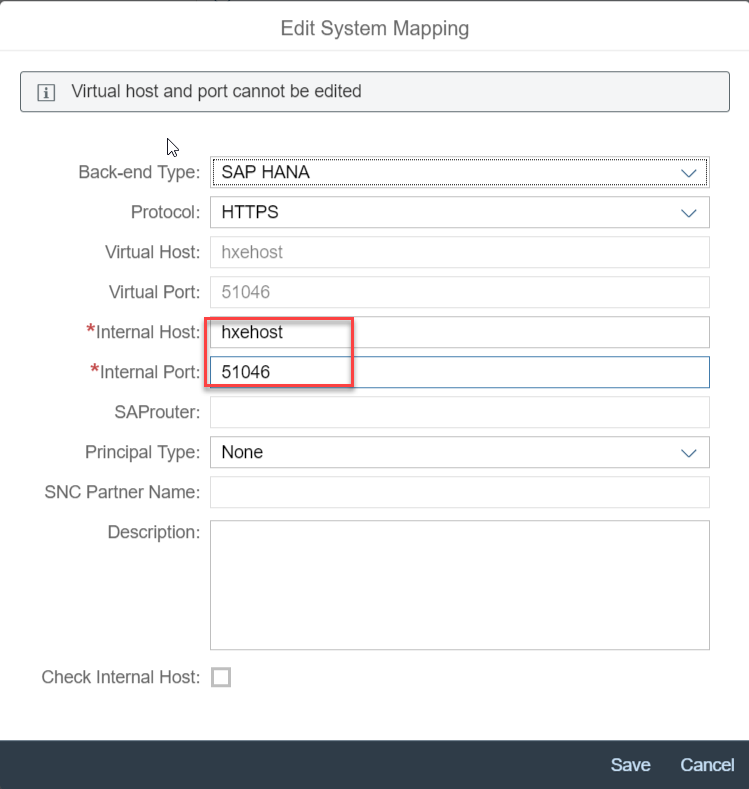 Edit System Mapping
Virtual host and port cannot be edited
Back-end Type: SAP HANA
Protocol: HTTPS
Virtual Host: hxehost
Virtual Port: 51046
*Internal Host: hxehost
*Internal Port: 51046
SAProuter:
Principal Type: None
SNC Partner Name:
Description:
Check Internal Host:
Save Cancel